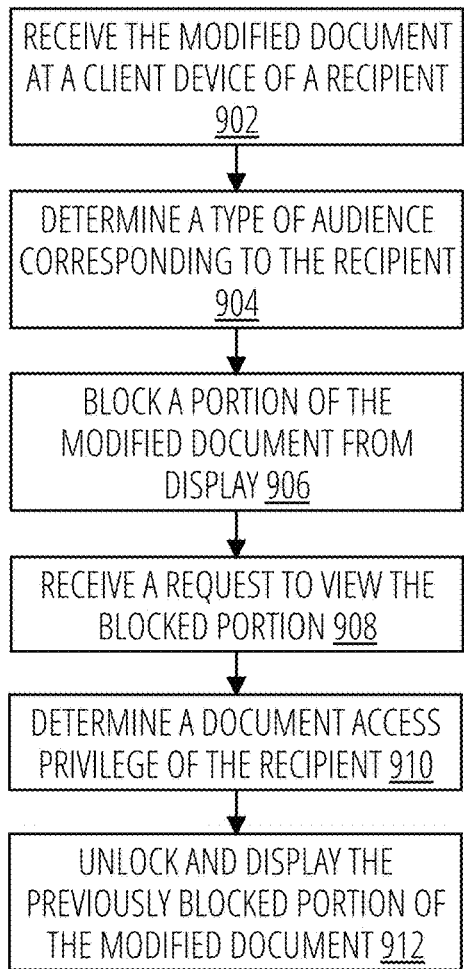 RECEIVE THE MODIFIED DOCUMENT
AT A CLIENT DEVICE OF A RECIPIENT
902
DETERMINE A TYPE OF AUDIENCE
CORRESPONDING TO THE RECIPIENT
904
BLOCK A PORTION OF THE
MODIFIED DOCUMENT FROM
DISPLAY 906
RECEIVE A REQUEST TO VIEW THE
BLOCKED PORTION 908
DETERMINE A DOCUMENT ACCESS
PRIVILEGE OF THE RECIPIENT 910
UNLOCK AND DISPLAY THE
PREVIOUSLY BLOCKED PORTION OF
THE MODIFIED DOCUMENT 912